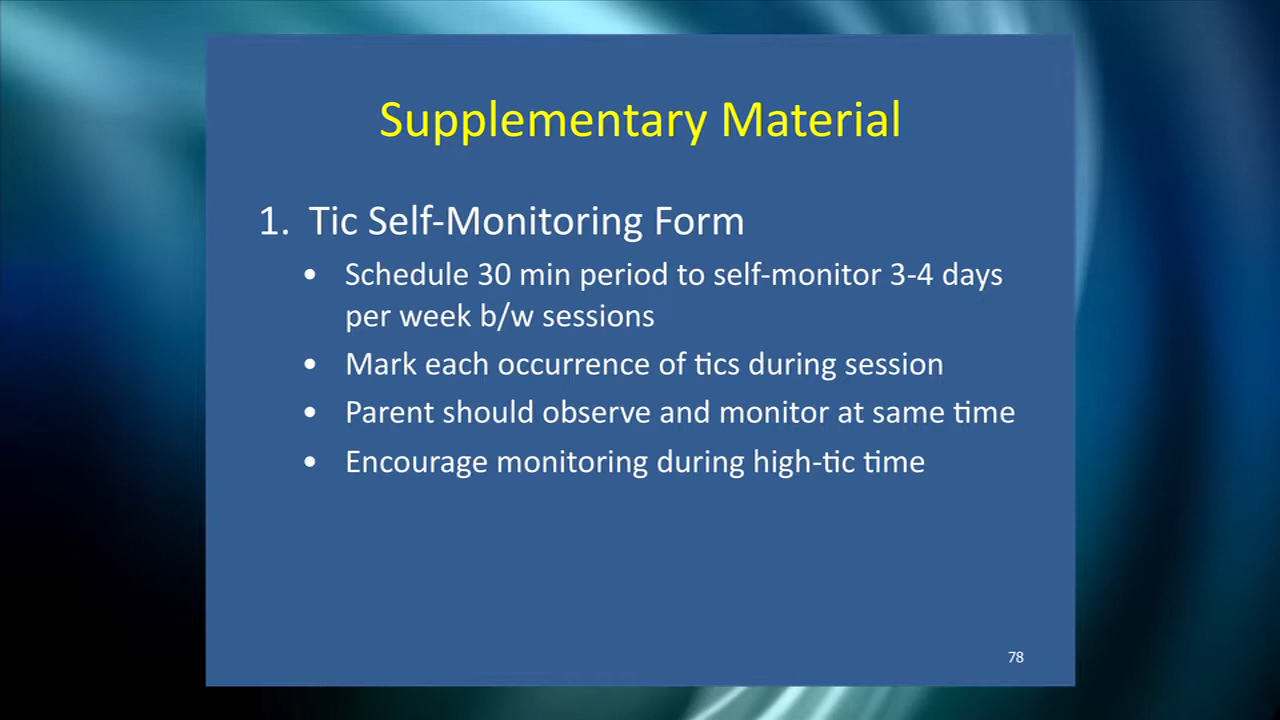 Supplementary Material
1. Tic Self-Monitoring Form
• Schedule 30 min period to self-monitor 3-4 days
per week b/w sessions
• Mark each occurrence of tics during session
• Parent should observe and monitor at same time
• Encourage monitoring during high-tic time
78